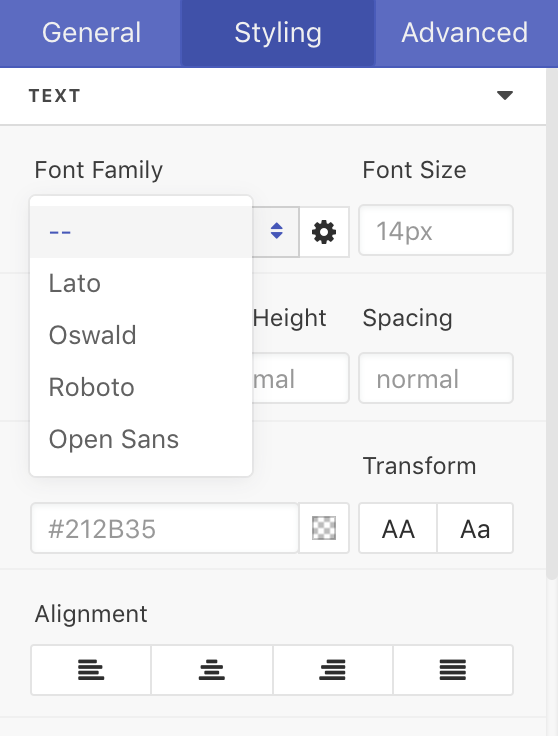 General Styling Advanced
TEXT
Font Family Font Size
--
14px
Lato
Height Spacing
Oswald
mal normal
Roboto
Open Sans
Transform
#212B35 AA Aa
Alignment